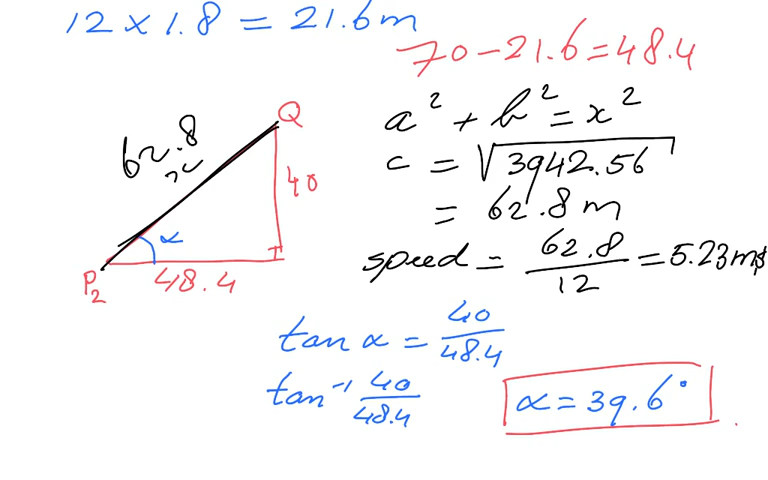 12 × 1.8 = 21.6m
70 - 21.6 = 48.4
a² + b² = x²
c = √3942.56
= 62.8 m
speed = 62.8/12 = 5.23 m/s
62.8
x
Q
40
α
P₂
48.4
tan α = 40/48.4
tan⁻¹ 40/48.4
α = 39.6°